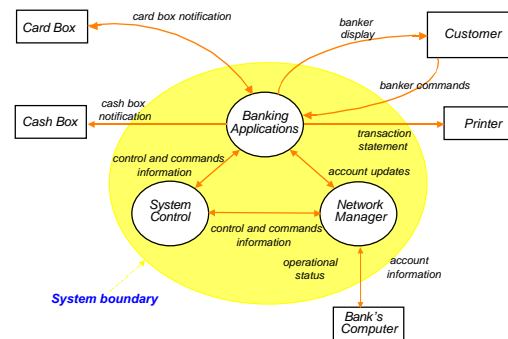 card box notification
Card Box
banker
display
Customer
banker commands
Cash Box
cash box
notification
Banking
Applications
transaction
statement
Printer
control and commands
information
account updates
System
Control
Network
Manager
control and commands
information
operational
status
account
information
System boundary
Bank's
Computer